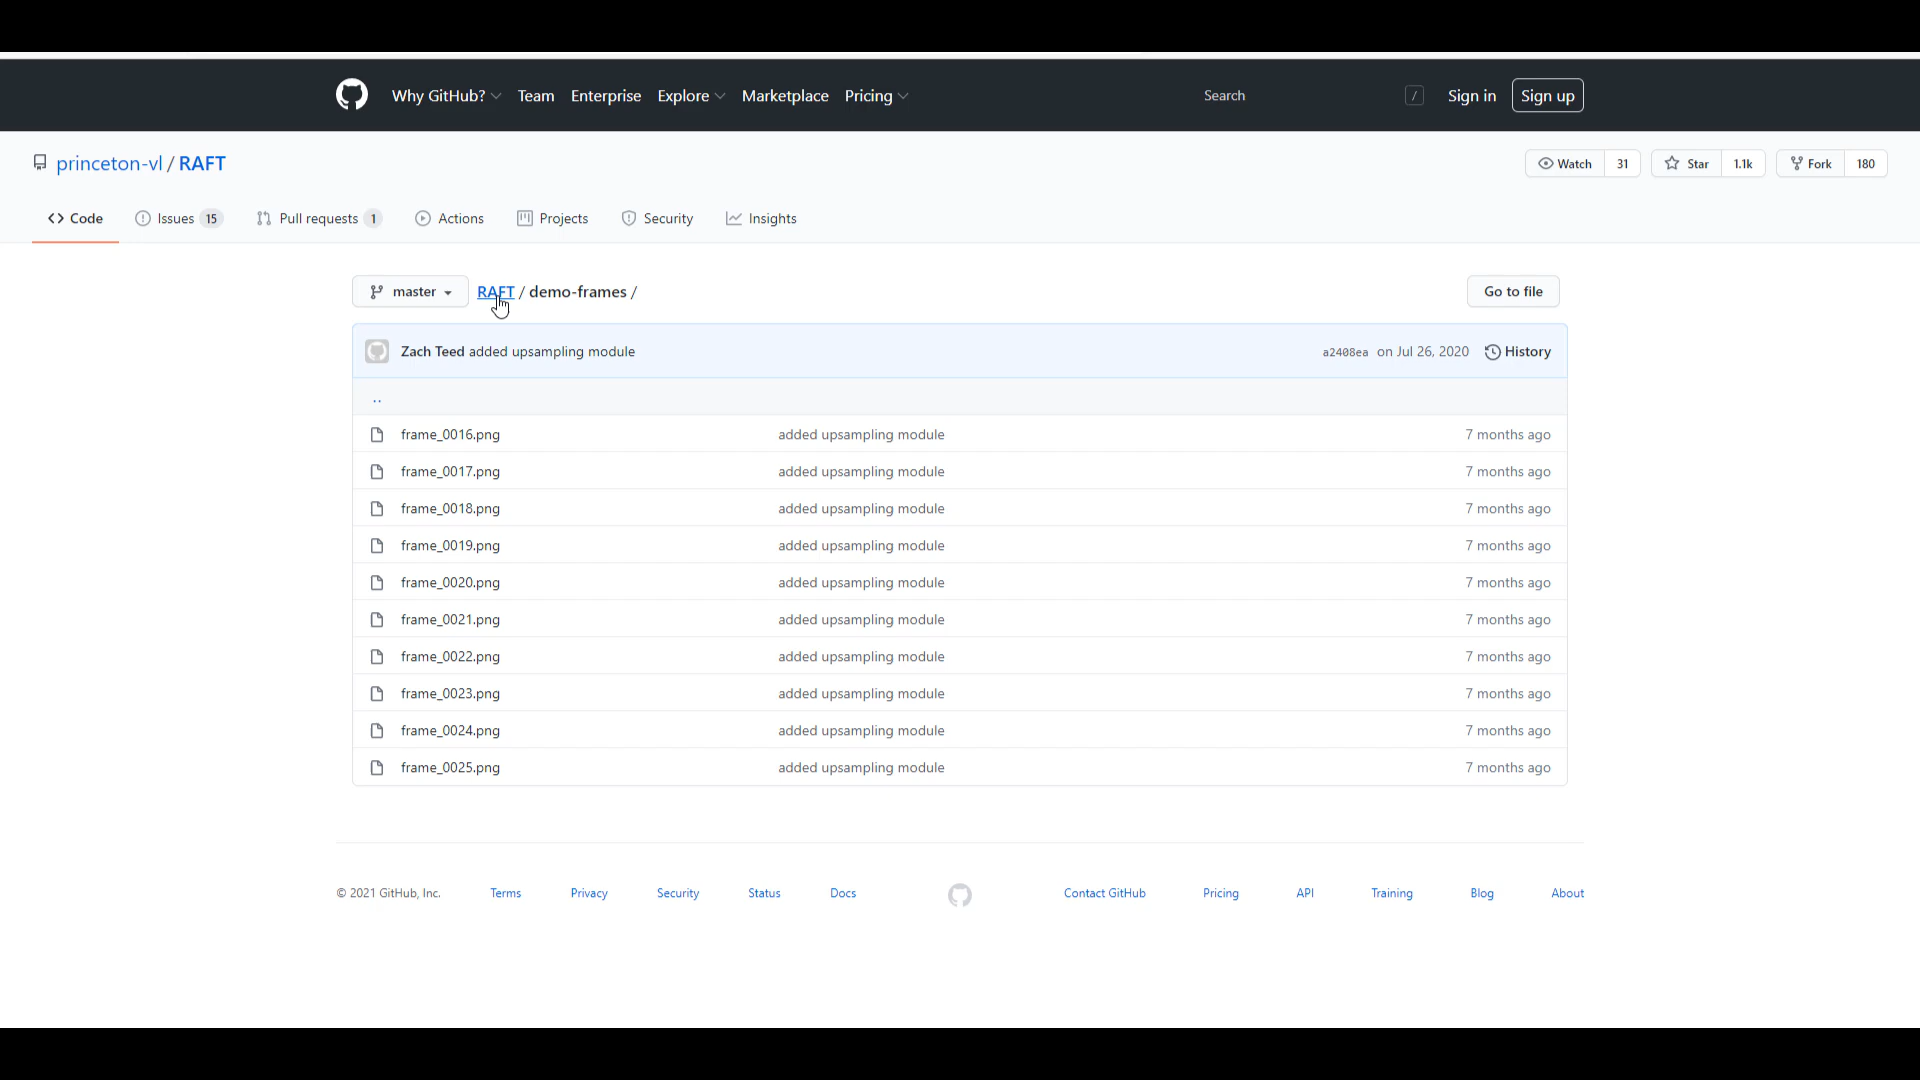 Why GitHub? Team Enterprise Explore Marketplace Pricing Search / Sign in Sign up
princeton-vl / RAFT Watch 31 Star 1.1k Fork 180
<> Code Issues 15 Pull requests 1 Actions Projects Security Insights
master RAFT / demo-frames / Go to file
Zach Teed added upsampling module a2408ea on Jul 26, 2020 History
..
frame_0016.png added upsampling module 7 months ago
frame_0017.png added upsampling module 7 months ago
frame_0018.png added upsampling module 7 months ago
frame_0019.png added upsampling module 7 months ago
frame_0020.png added upsampling module 7 months ago
frame_0021.png added upsampling module 7 months ago
frame_0022.png added upsampling module 7 months ago
frame_0023.png added upsampling module 7 months ago
frame_0024.png added upsampling module 7 months ago
frame_0025.png added upsampling module 7 months ago
© 2021 GitHub, Inc. Terms Privacy Security Status Docs Contact GitHub Pricing API Training Blog About